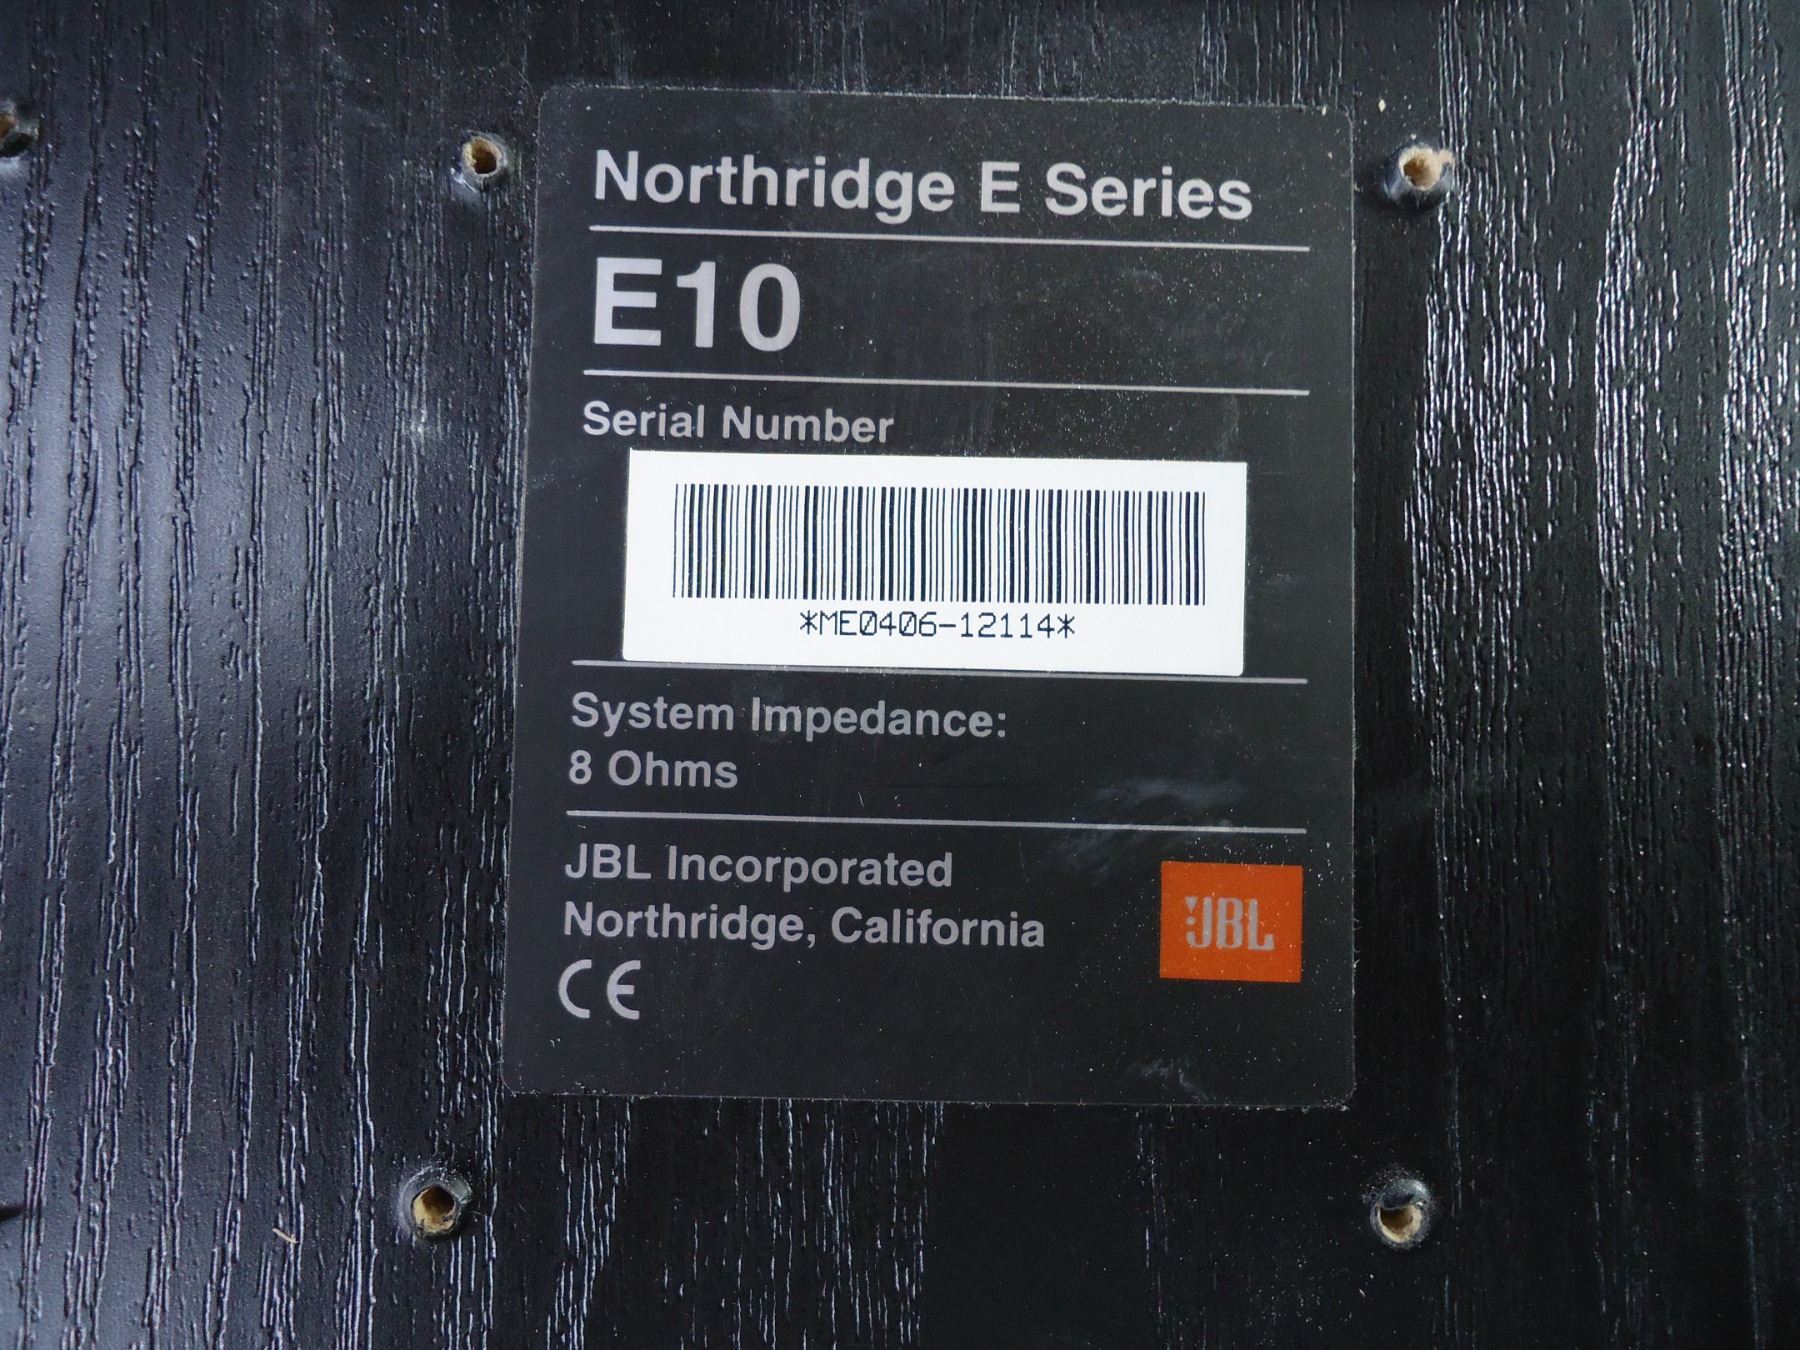 Northridge E Series
E10
Serial Number
*ME0406-12114*
System Impedance:
8 Ohms
JBL Incorporated
Northridge, California
JBL
CE